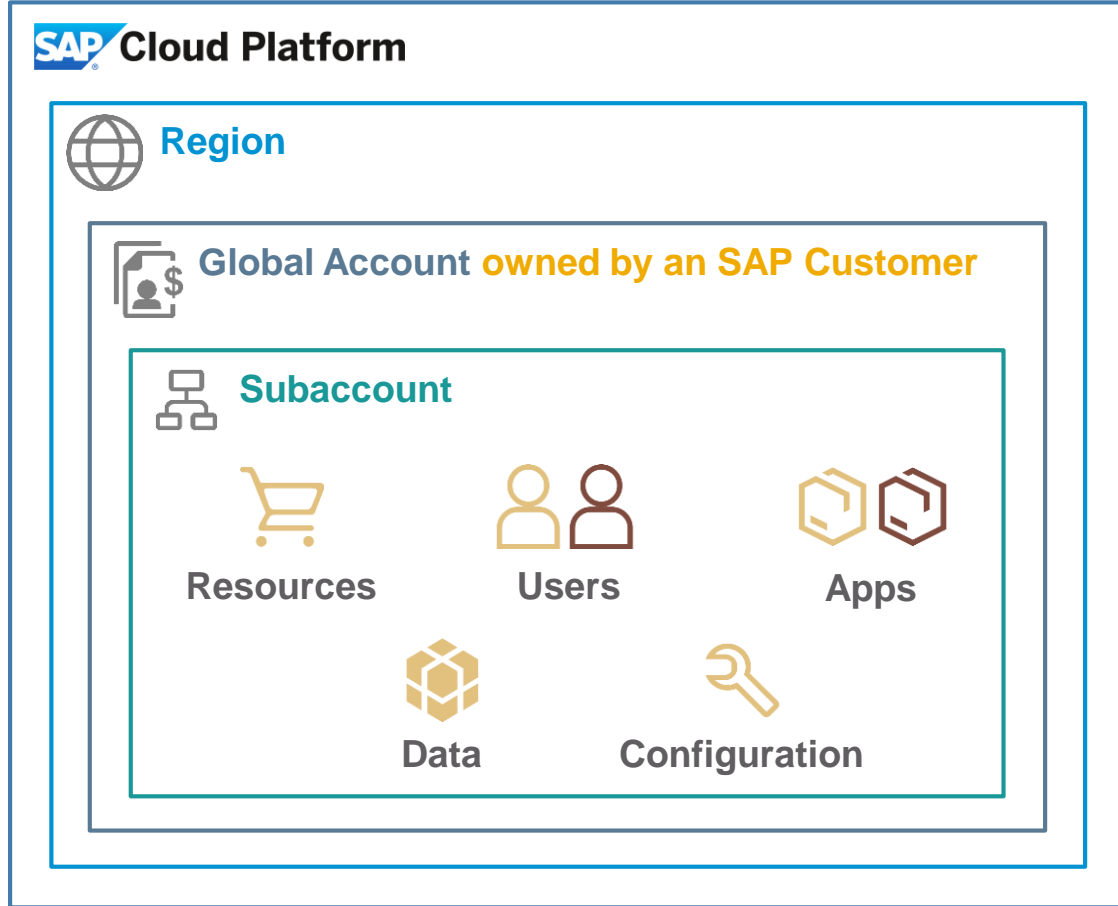 SAP® Cloud Platform
Region
$ Global Account owned by an SAP Customer
Subaccount
Resources Users Apps
Data Configuration